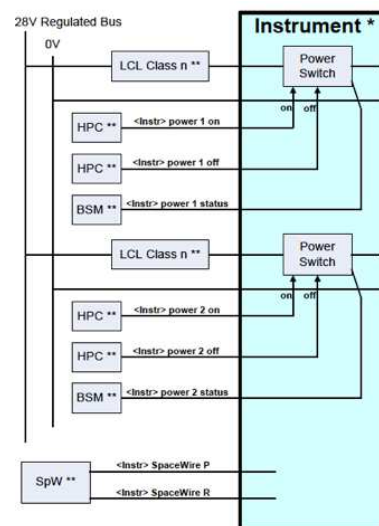 28V Regulated Bus
Instrument *
0V
LCL Class n **
Power
Switch
on off
HPC **
<Instr> power 1 on
HPC **
<Instr> power 1 off
BSM **
<Instr> power 1 status
LCL Class n **
Power
Switch
on off
HPC **
<Instr> power 2 on
HPC **
<Instr> power 2 off
BSM **
<Instr> power 2 status
<Instr> SpaceWire P
SpW **
<Instr> SpaceWire R